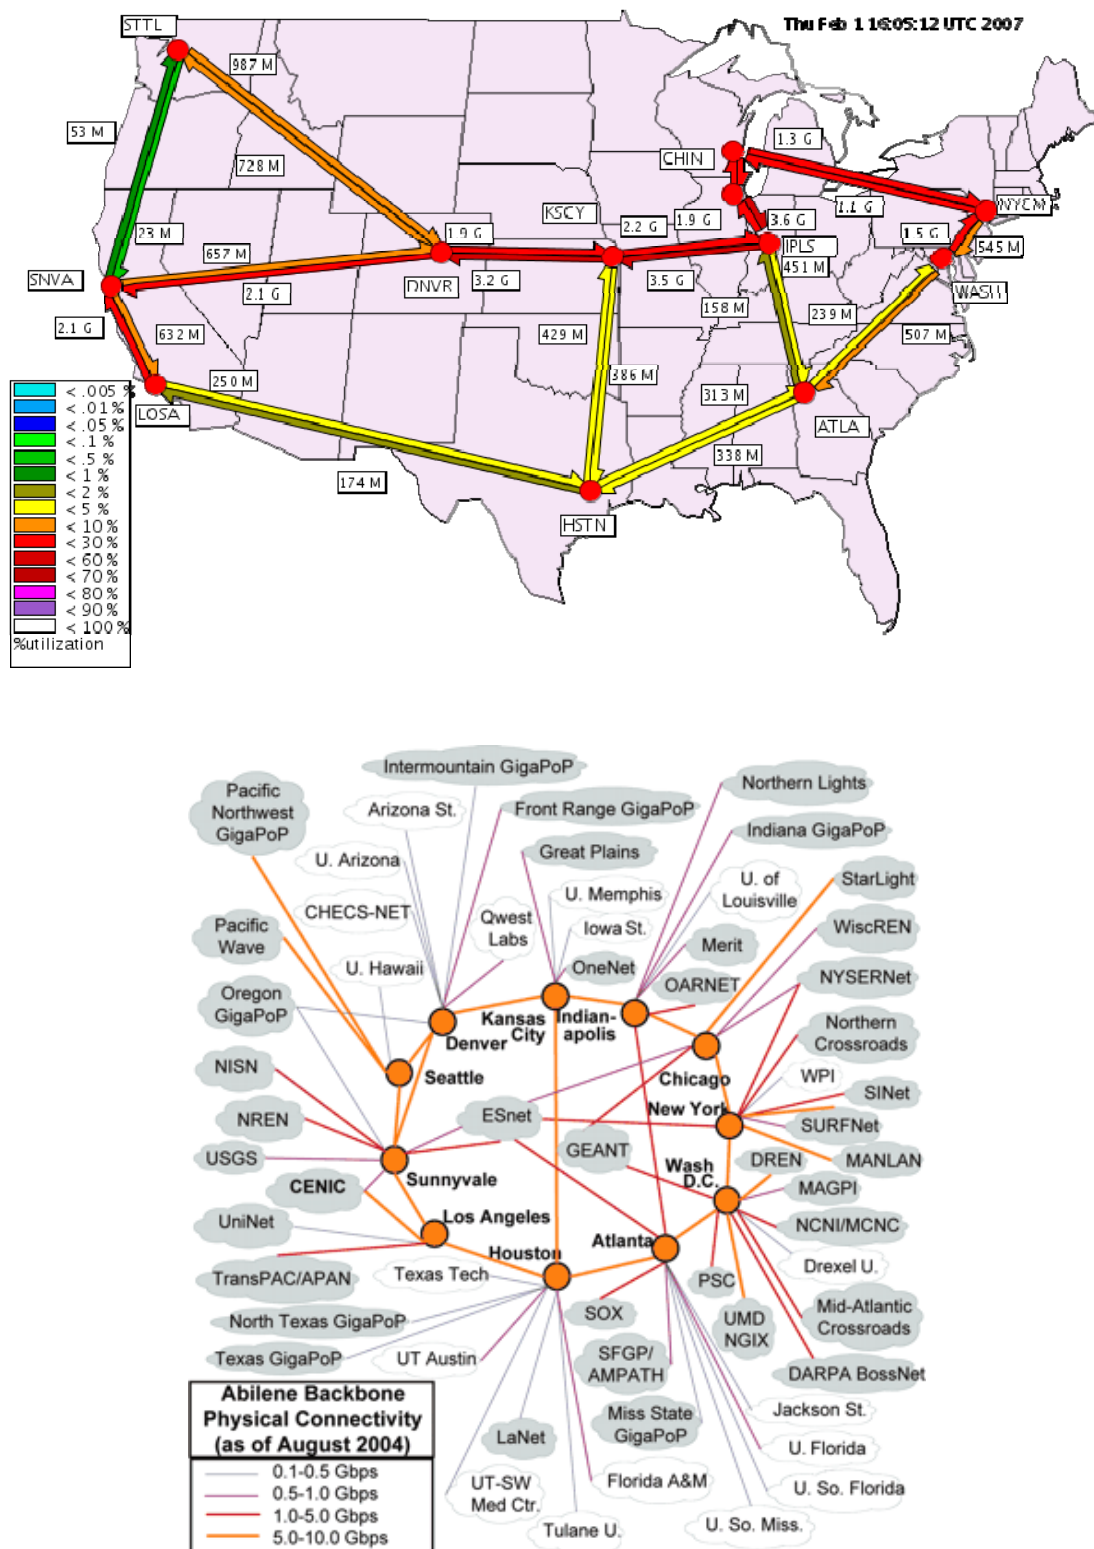 Thu Feb 1 16:05:12 UTC 2007
STTL
987 M
53 M
728 M
CHIN
1.3 G
KSCY
2.2 G
1.9 G
3.6 G
1.1 G
NYCM
23 M
657 M
1.9 G
IPLS
1.5 G
545 M
SNVA
2.1 G
DNVR
3.2 G
3.5 G
451 M
WASH
2.1 G
632 M
429 M
158 M
239 M
507 M
250 M
386 M
313 M
LOSA
ATLA
338 M
174 M
HSTN
< .005 %
< .01 %
< .05 %
< .1 %
< .5 %
< 1 %
< 2 %
< 5 %
< 10 %
< 30 %
< 60 %
< 70 %
< 80 %
< 90 %
< 100 %
%utilization
Intermountain GigaPoP
Pacific
Northwest
GigaPoP
Arizona St.
Front Range GigaPoP
Northern Lights
Indiana GigaPoP
U. Arizona
Great Plains
U. of
Louisville
StarLight
CHECS-NET
Qwest
Labs
U. Memphis
Iowa St.
Merit
WiscREN
Pacific
Wave
U. Hawaii
OneNet
OARNET
NYSERNet
Oregon
GigaPoP
Kansas
City
Indian-
apolis
Northern
Crossroads
Denver
Seattle
Chicago
WPI
NISN
New York
SINet
NREN
ESnet
SURFNet
USGS
GEANT
Wash
D.C.
DREN
MANLAN
CENIC
Sunnyvale
MAGPI
UniNet
Los Angeles
NCNI/MCNC
Houston
Atlanta
Drexel U.
TransPAC/APAN
Texas Tech
PSC
North Texas GigaPoP
SOX
UMD
NGIX
Mid-Atlantic
Crossroads
Texas GigaPoP
UT Austin
SFGP/
AMPATH
DARPA BossNet
Abilene Backbone
Physical Connectivity
(as of August 2004)
Miss State
GigaPoP
Jackson St.
LaNet
U. Florida
0.1-0.5 Gbps
0.5-1.0 Gbps
1.0-5.0 Gbps
5.0-10.0 Gbps
UT-SW
Med Ctr.
Florida A&M
U. So. Florida
Tulane U.
U. So. Miss.